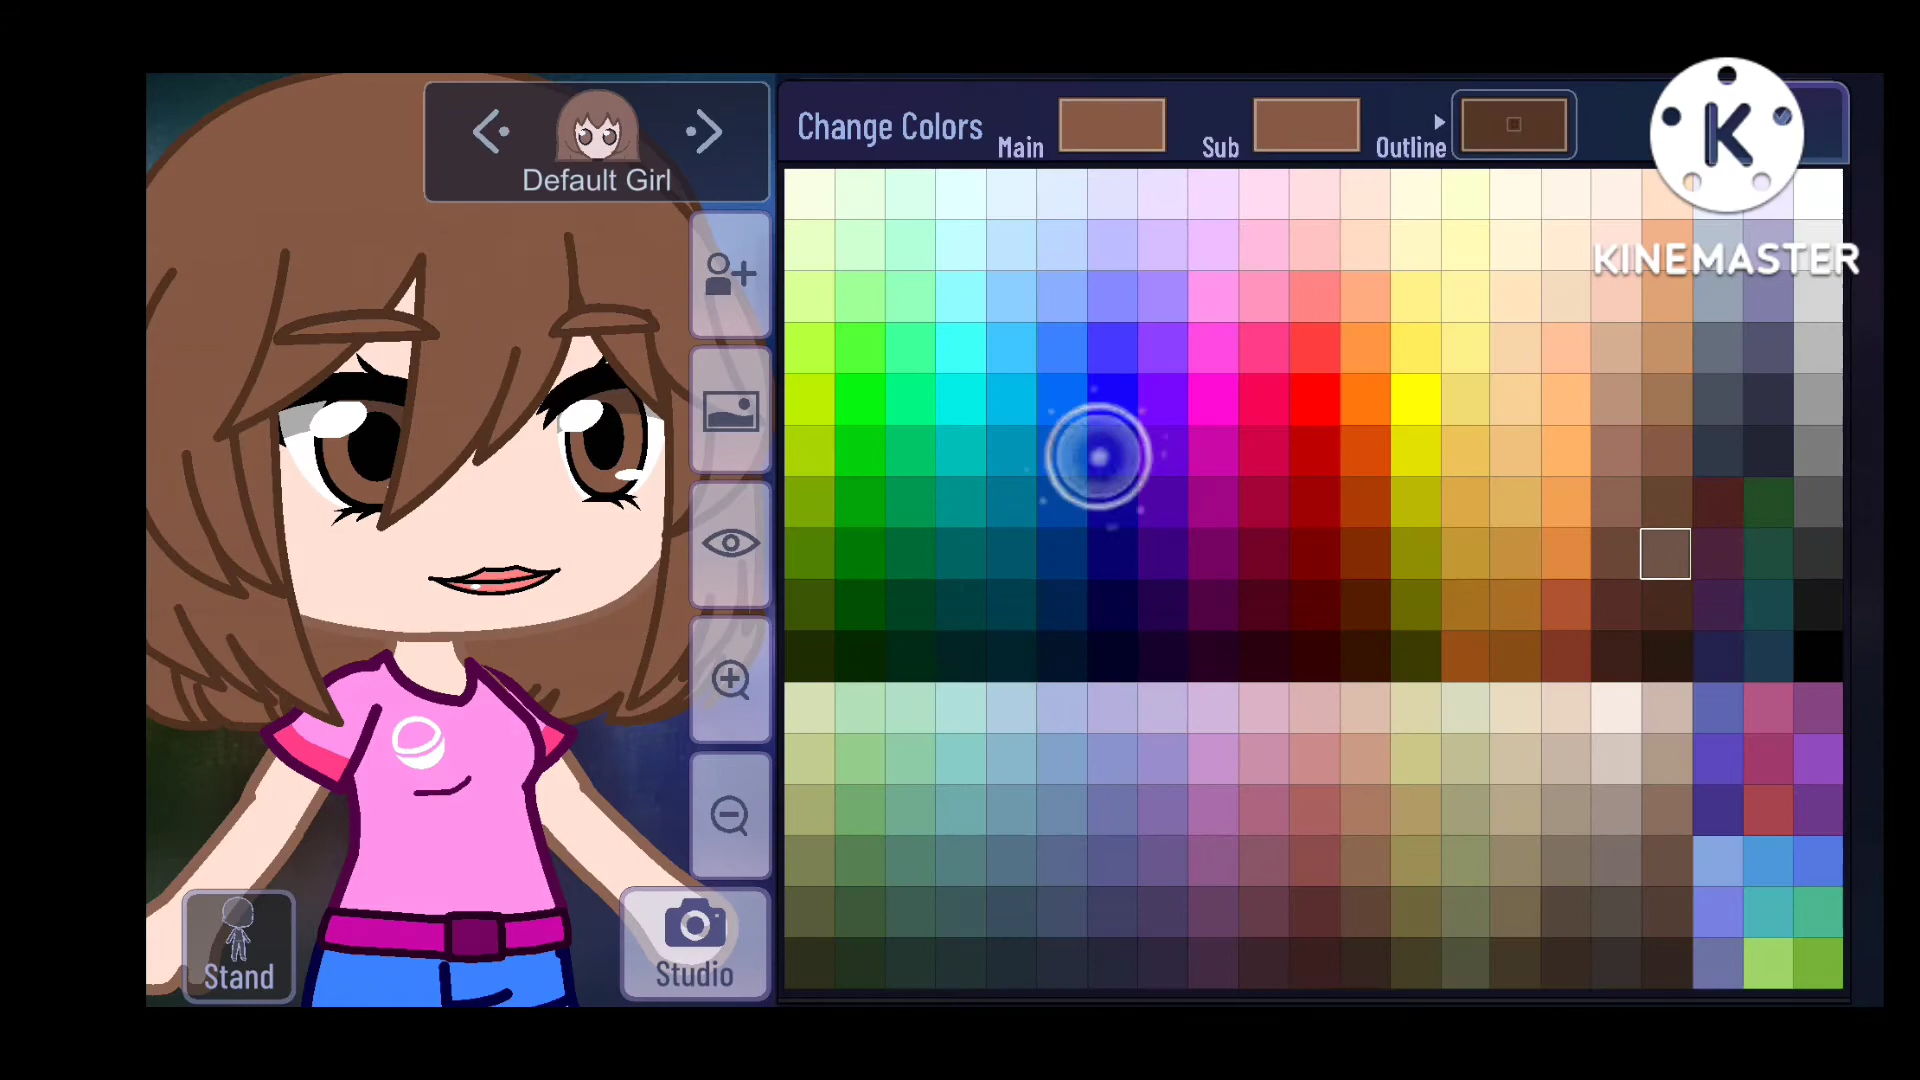 Change Colors
Main
Sub
Outline
Default Girl
K
KINEMASTER
Stand
Studio